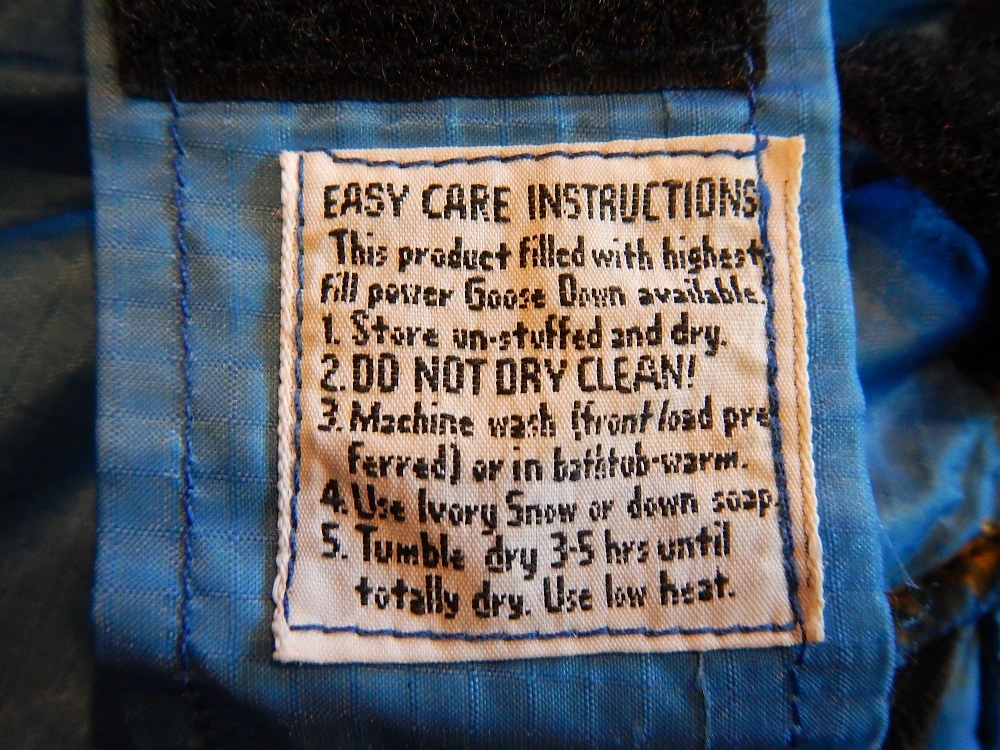 EASY CARE INSTRUCTIONS
This product filled with highest
fill power Goose Down available.
1. Store un-stuffed and dry.
2. DO NOT DRY CLEAN!
3. Machine wash (front load pre
ferred) or in bathtub-warm.
4. Use Ivory Snow or down soap.
5. Tumble dry 3-5 hrs until
totally dry. Use low heat.